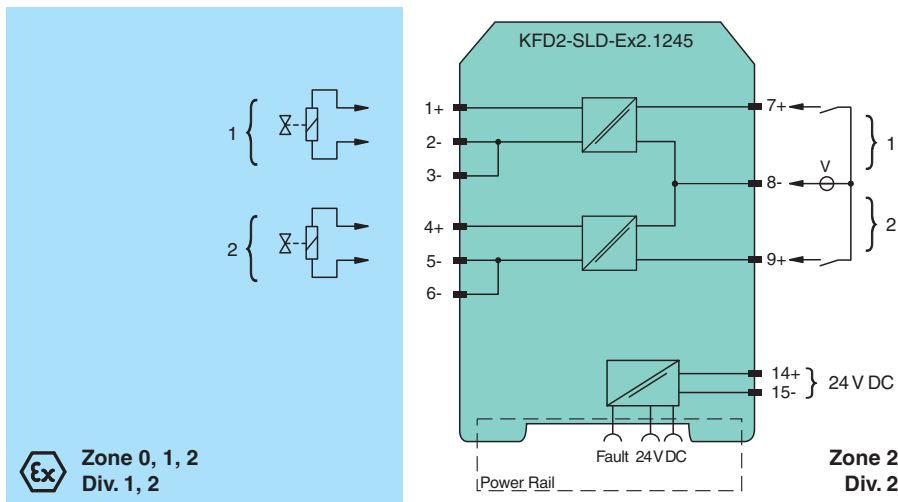 KFD2-SLD-Ex2.1245
1
1+
2-
3-
7+
8-
V
1
2
4+
5-
6-
9+
2
14+
15-
24 V DC
Fault 24 V DC
Power Rail
Ex
Zone 0, 1, 2
Div. 1, 2
Zone 2
Div. 2